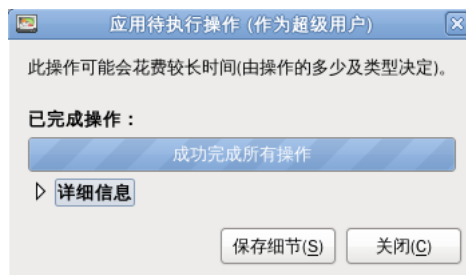 应用待执行操作 (作为超级用户)
此操作可能会花费较长时间(由操作的多少及类型决定)。
已完成操作：
成功完成所有操作
详细信息
保存细节(S) 关闭(C)